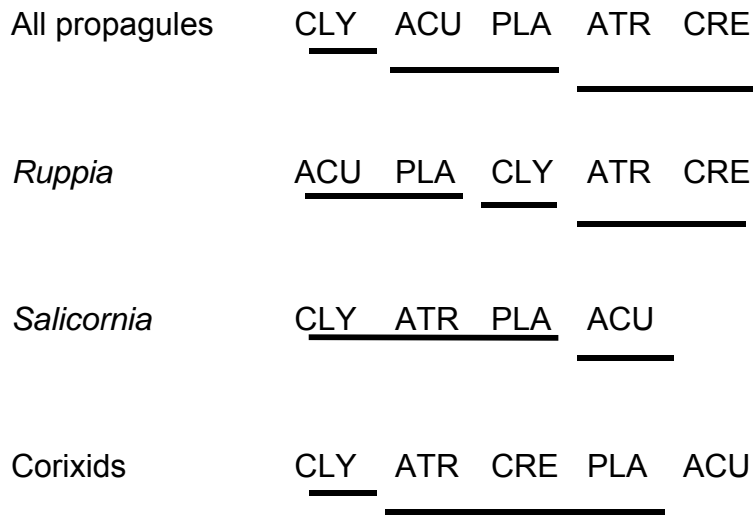 All propagules CLY ACU PLA ATR CRE
Ruppia ACU PLA CLY ATR CRE
Salicornia CLY ATR PLA ACU
Corixids CLY ATR CRE PLA ACU